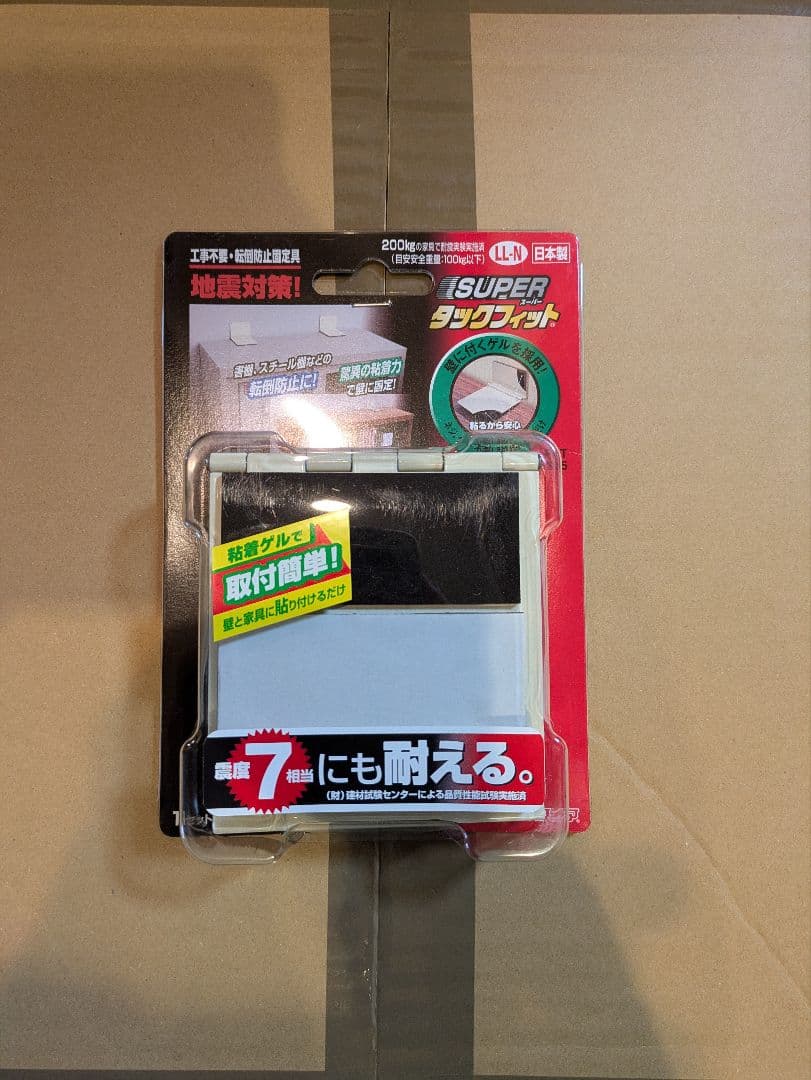 工事不要・転倒防止固定具
地震対策!
200kgの家具で耐震実験実施済
(目安安全重量:100kg以下)
LL-N
日本製
SUPER
スーパー
タックフィット®
壁に付くゲルを採用!
粘るから安心
書棚、スチール棚などの
転倒防止に!
驚異の粘着力
で壁に固定!
粘着ゲルで
取付簡単!
壁と家具に貼り付けるだけ
震度7相当にも耐える。
(財)建材試験センターによる品質性能試験実施済